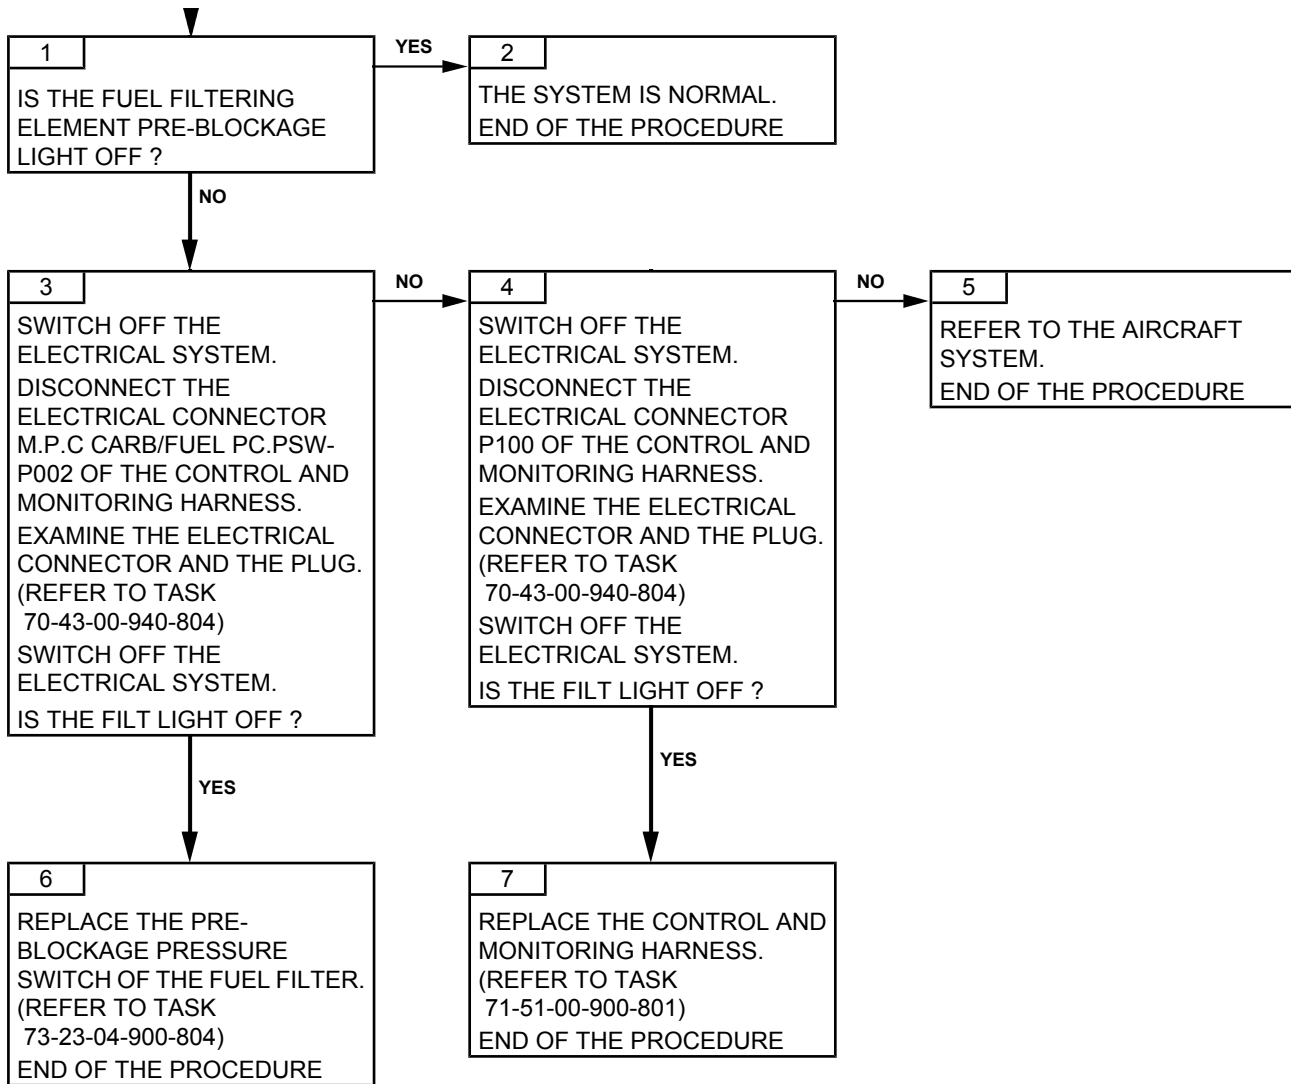 1
IS THE FUEL FILTERING
ELEMENT PRE-BLOCKAGE
LIGHT OFF ?
YES
2
THE SYSTEM IS NORMAL.
END OF THE PROCEDURE
NO
3
SWITCH OFF THE
ELECTRICAL SYSTEM.
DISCONNECT THE
ELECTRICAL CONNECTOR
M.P.C CARB/FUEL PC.PSW-
P002 OF THE CONTROL AND
MONITORING HARNESS.
EXAMINE THE ELECTRICAL
CONNECTOR AND THE PLUG.
(REFER TO TASK
70-43-00-940-804)
SWITCH OFF THE
ELECTRICAL SYSTEM.
IS THE FILT LIGHT OFF ?
NO
4
SWITCH OFF THE
ELECTRICAL SYSTEM.
DISCONNECT THE
ELECTRICAL CONNECTOR
P100 OF THE CONTROL AND
MONITORING HARNESS.
EXAMINE THE ELECTRICAL
CONNECTOR AND THE PLUG.
(REFER TO TASK
70-43-00-940-804)
SWITCH OFF THE
ELECTRICAL SYSTEM.
IS THE FILT LIGHT OFF ?
NO
5
REFER TO THE AIRCRAFT
SYSTEM.
END OF THE PROCEDURE
YES
6
REPLACE THE PRE-
BLOCKAGE PRESSURE
SWITCH OF THE FUEL FILTER.
(REFER TO TASK
73-23-04-900-804)
END OF THE PROCEDURE
YES
7
REPLACE THE CONTROL AND
MONITORING HARNESS.
(REFER TO TASK
71-51-00-900-801)
END OF THE PROCEDURE